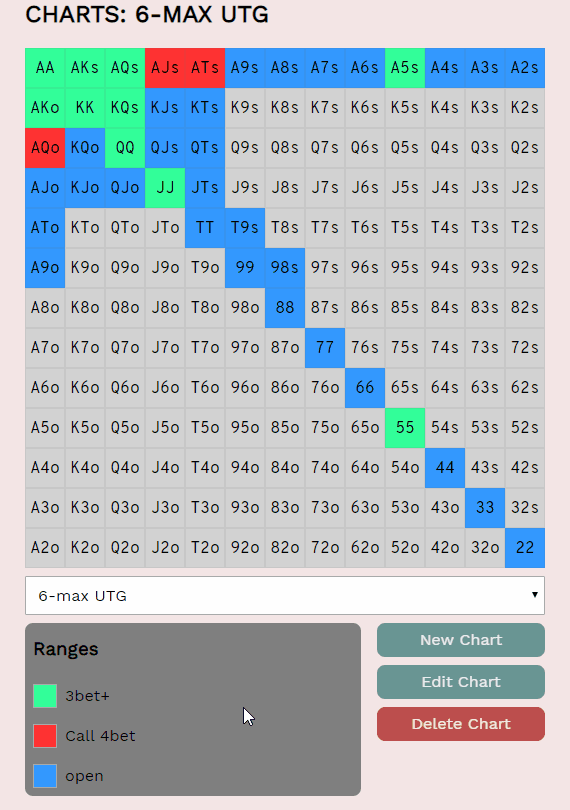 CHARTS: 6-MAX UTG
AA AKs AQs AJs ATs A9s A8s A7s A6s A5s A4s A3s A2s
AKo KK KQs KJs KTs K9s K8s K7s K6s K5s K4s K3s K2s
AQo KQo QQ QJs QTs Q9s Q8s Q7s Q6s Q5s Q4s Q3s Q2s
AJo KJo QJo JJ JTs J9s J8s J7s J6s J5s J4s J3s J2s
ATo KTo QTo JTo TT T9s T8s T7s T6s T5s T4s T3s T2s
A9o K9o Q9o J9o T9o 99 98s 97s 96s 95s 94s 93s 92s
A8o K8o Q8o J8o T8o 98o 88 87s 86s 85s 84s 83s 82s
A7o K7o Q7o J7o T7o 97o 87o 77 76s 75s 74s 73s 72s
A6o K6o Q6o J6o T6o 96o 86o 76o 66 65s 64s 63s 62s
A5o K5o Q5o J5o T5o 95o 85o 75o 65o 55 54s 53s 52s
A4o K4o Q4o J4o T4o 94o 84o 74o 64o 54o 44 43s 42s
A3o K3o Q3o J3o T3o 93o 83o 73o 63o 53o 43o 33 32s
A2o K2o Q2o J2o T2o 92o 82o 72o 62o 52o 42o 32o 22
6-max UTG
Ranges
3bet+
Call 4bet
open
New Chart
Edit Chart
Delete Chart